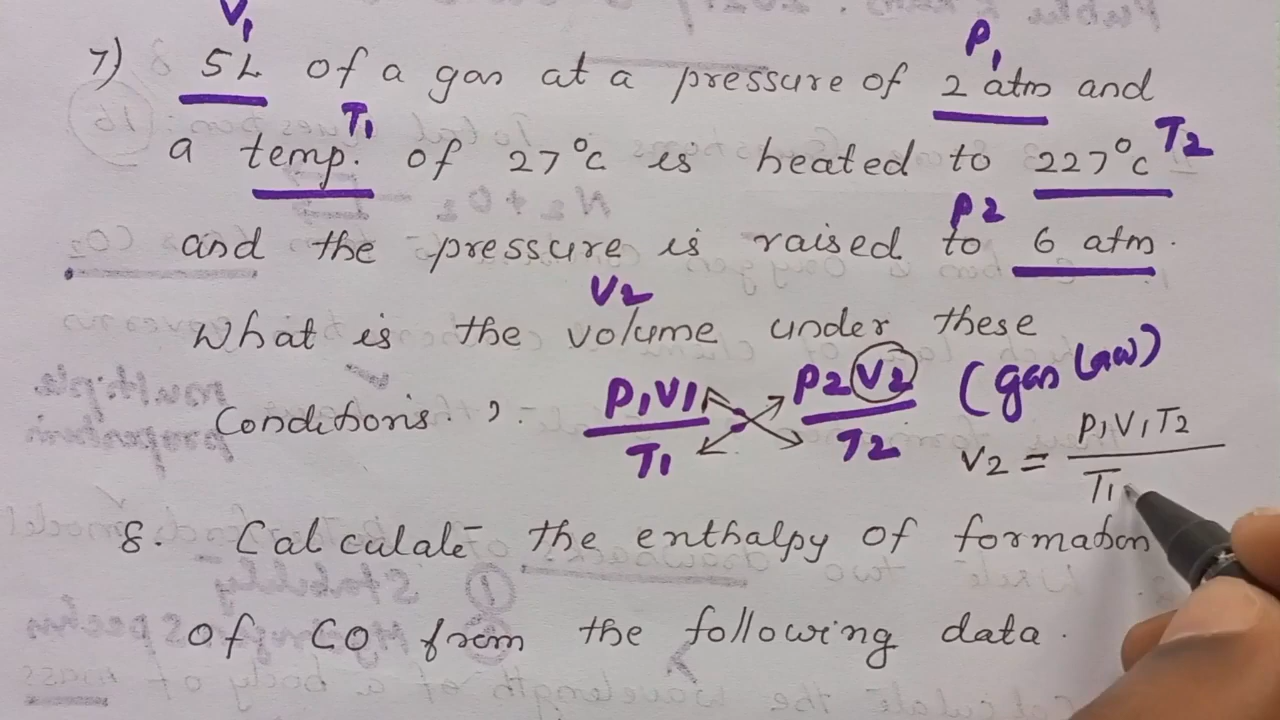 V1 P1
7) 5L of a gas at a pressure of 2 atm and
T1 T2
a temp. of 27°c is heated to 227°c
P2
and the pressure is raised to 6 atm.
V2
What is the volume under these
Conditions ? :- P1V1 P2V2 (gas law)
T1 T2
V2 = P1V1T2
T1
8. Calculate the enthalpy of formation
of CO from the following data.